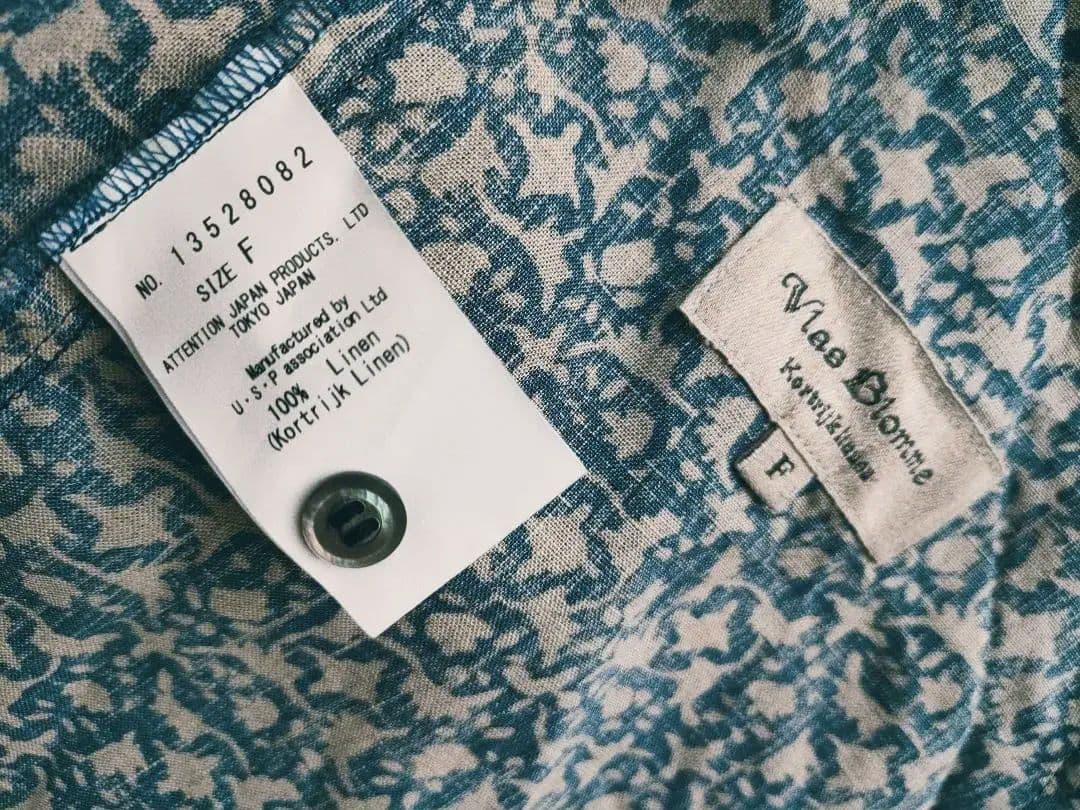 NO. 13528082
SIZE F
ATTENTION JAPAN PRODUCTS. LTD
TOKYO JAPAN
Manufactured by
U・S・P association Ltd
100% Linen
(Kortrijk Linen)
Vlas Blomme
Kortrijk linen
F